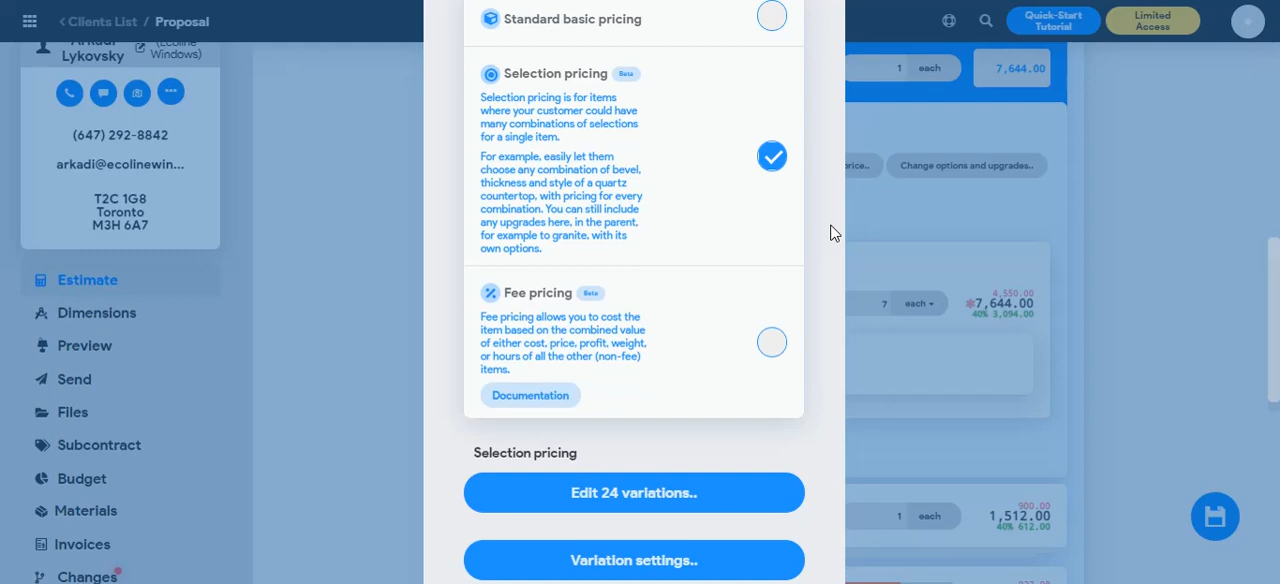 Clients List / Proposal
Quick-Start
Tutorial
Limited
Access
Arkadi
Lykovsky
(Ecoline
Windows)
(647) 292-8842
arkadi@ecolinewin...
T2C 1G8
Toronto
M3H 6A7
Estimate
Dimensions
Preview
Send
Files
Subcontract
Budget
Materials
Invoices
Changes
Standard basic pricing
Selection pricing Beta
Selection pricing is for items
where your customer could have
many combinations of selections
for a single item.
For example, easily let them
choose any combination of bevel,
thickness and style of a quartz
countertop, with pricing for every
combination. You can still include
any upgrades here, in the parent,
for example to granite, with its
own options.
Fee pricing Beta
Fee pricing allows you to cost the
item based on the combined value
of either cost, price, profit, weight,
or hours of all the other (non-fee)
items.
Documentation
Selection pricing
Edit 24 variations..
Variation settings..
1 each 7,644.00
rice.. Change options and upgrades..
4,550.00
7 each *7,644.00
40% 3,094.00
900.00
1 each 1,512.00
40% 612.00